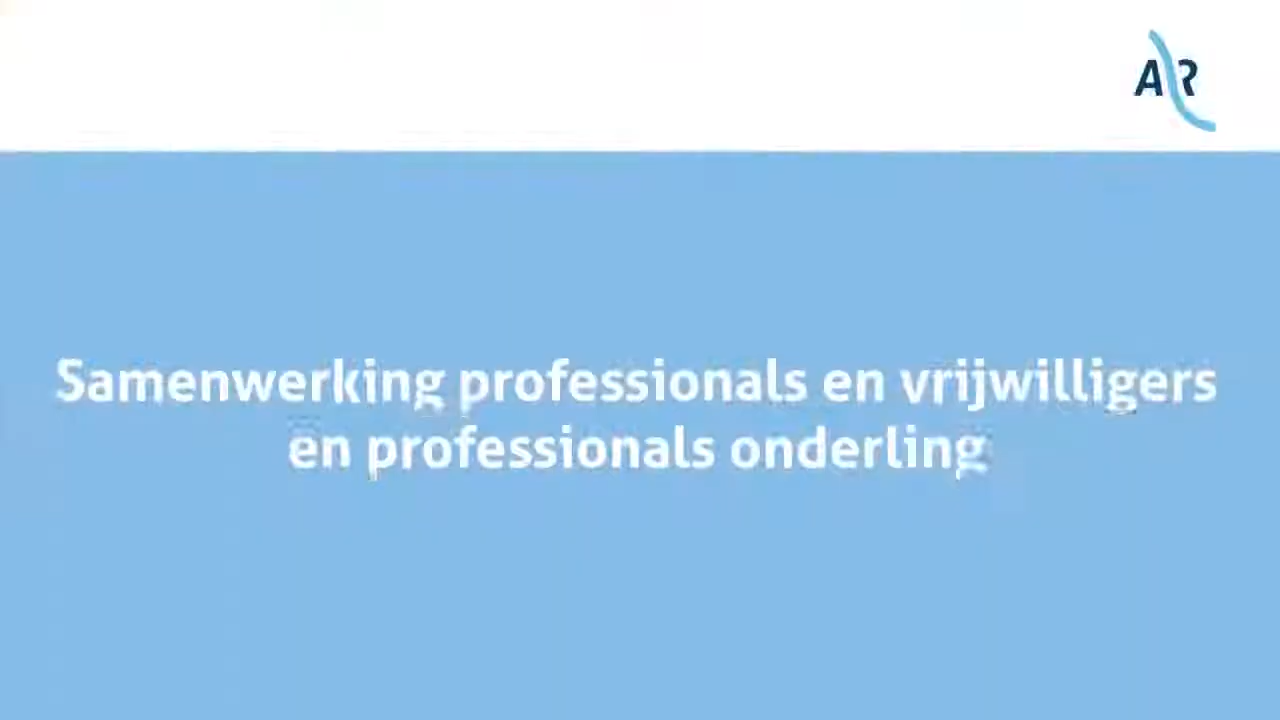 AR
Samenwerking professionals en vrijwilligers
en professionals onderling